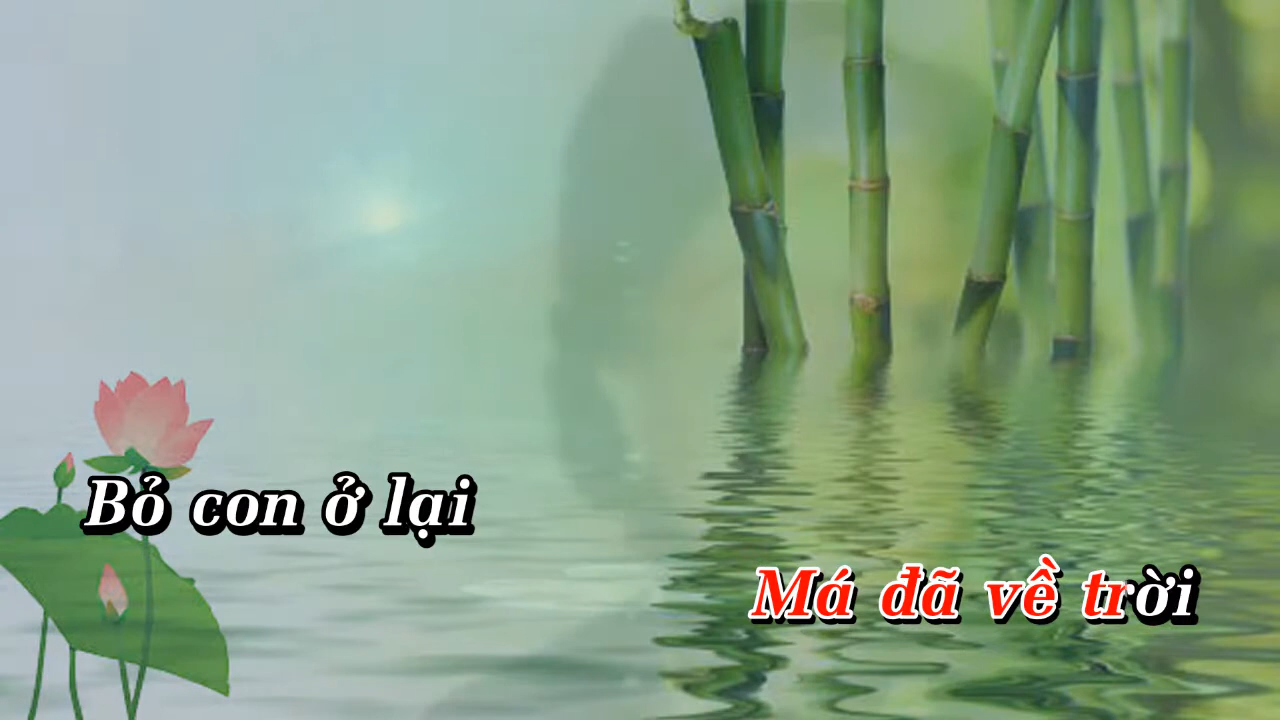 Bỏ con ở lại
Má đã về trời